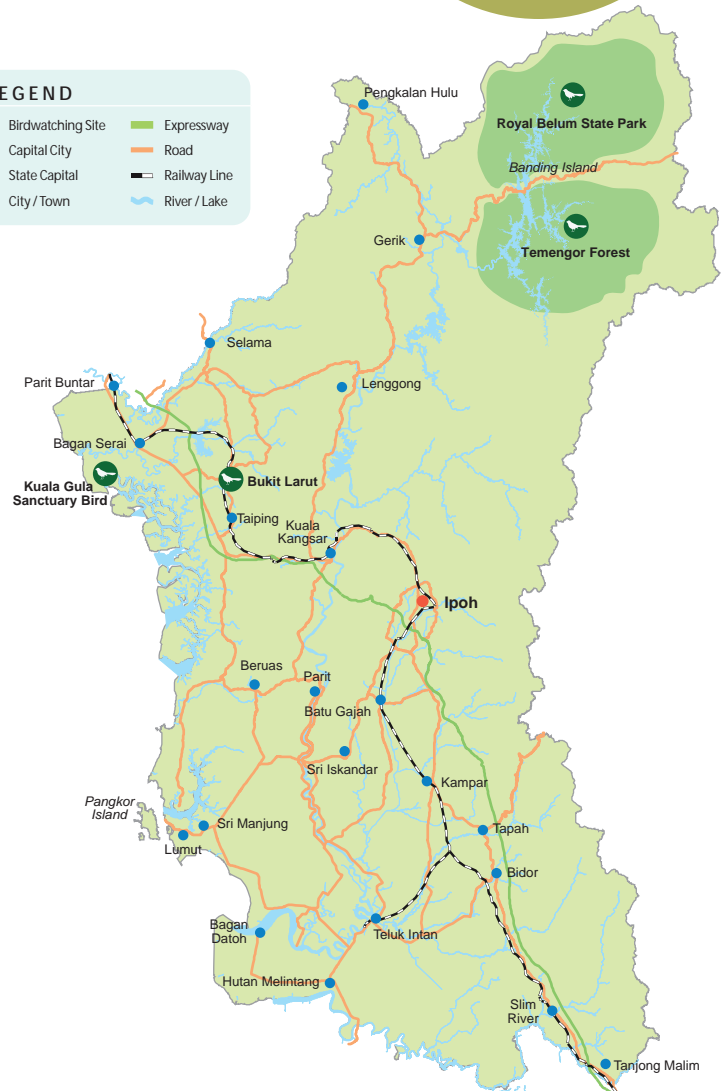 EGEND
Birdwatching Site
Expressway
Capital City
Road
State Capital
Railway Line
City / Town
River / Lake
Pengkalan Hulu
Royal Belum State Park
Banding Island
Gerik
Temengor Forest
Selama
Parit Buntar
Lenggong
Bagan Serai
Kuala Gula
Sanctuary Bird
Bukit Larut
Taiping
Kuala
Kangsar
Ipoh
Beruas
Parit
Batu Gajah
Sri Iskandar
Kampar
Pangkor
Island
Sri Manjung
Lumut
Tapah
Bidor
Bagan
Datoh
Teluk Intan
Hutan Melintang
Slim
River
Tanjong Malim